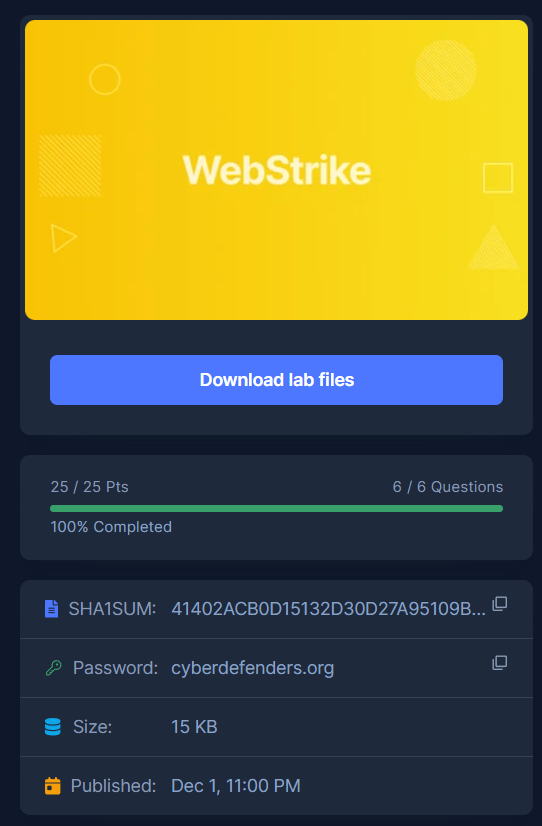 WebStrike
Download lab files
25 / 25 Pts 6 / 6 Questions
100% Completed
SHA1SUM: 41402ACB0D15132D30D27A95109B...
Password: cyberdefenders.org
Size: 15 KB
Published: Dec 1, 11:00 PM